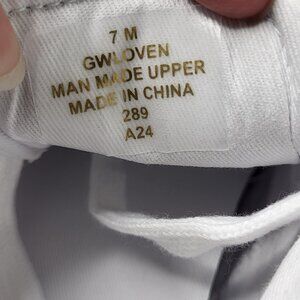 7 M
GWLOVEN
MAN MADE UPPER
MADE IN CHINA
289
A24